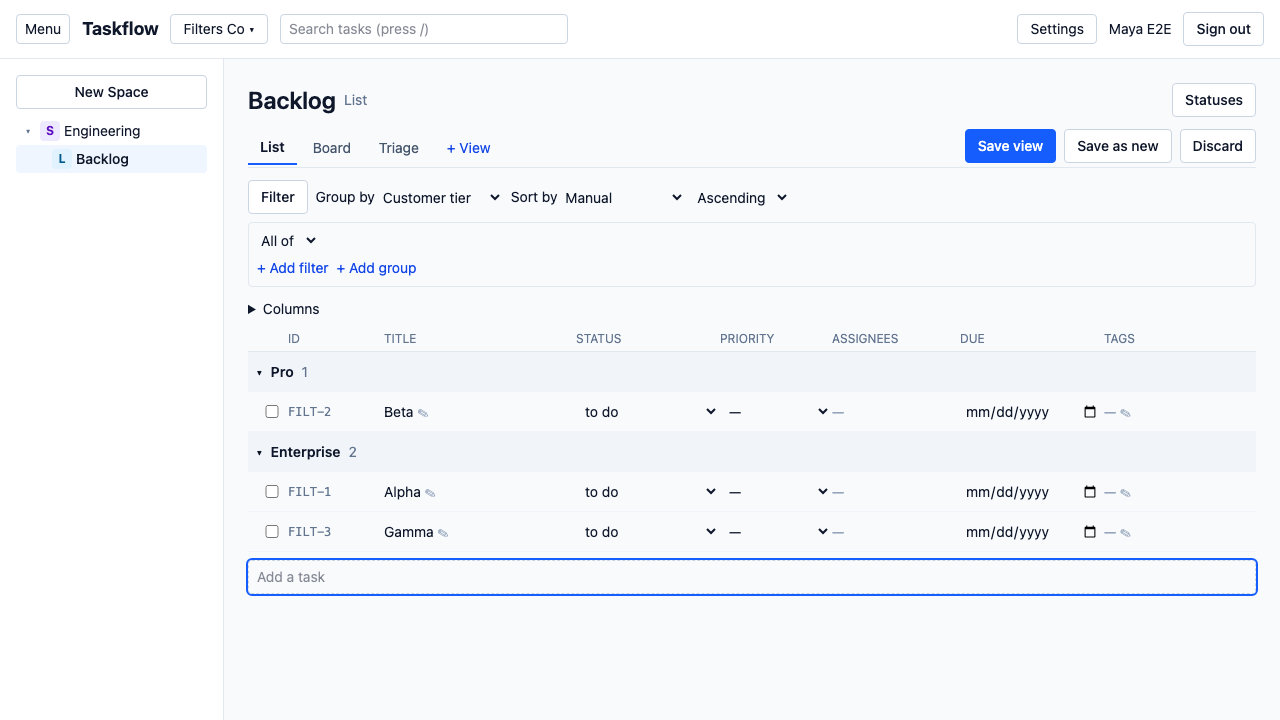 Menu Taskflow Filters Co ▾ Search tasks (press /) Settings Maya E2E Sign out
New Space
▾ S Engineering
L Backlog
Backlog List Statuses
List Board Triage + View Save view Save as new Discard
Filter Group by Customer tier Sort by Manual Ascending
All of
+ Add filter + Add group
▶ Columns
ID TITLE STATUS PRIORITY ASSIGNEES DUE TAGS
▾ Pro 1
FILT-2 Beta ✎ to do — — mm/dd/yyyy — ✎
▾ Enterprise 2
FILT-1 Alpha ✎ to do — — mm/dd/yyyy — ✎
FILT-3 Gamma ✎ to do — — mm/dd/yyyy — ✎
Add a task